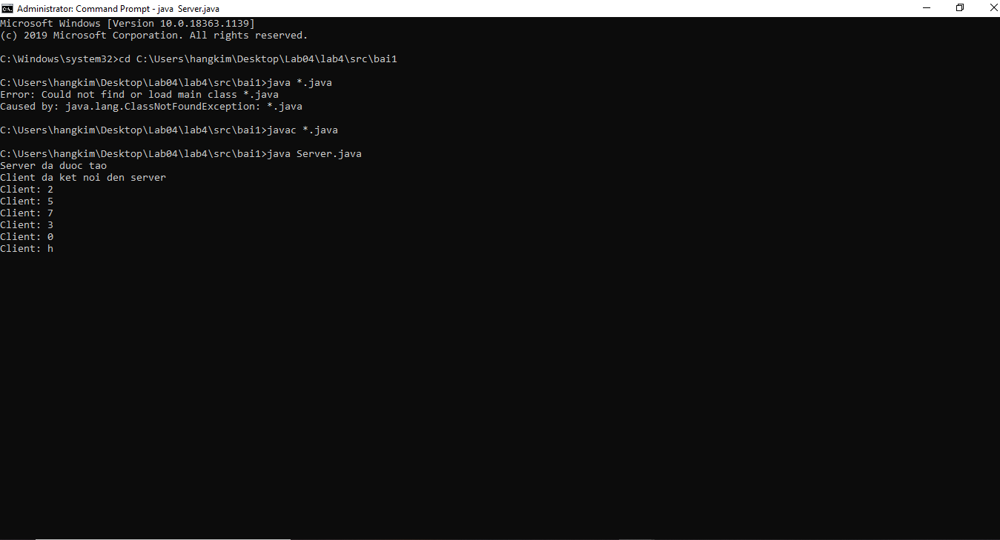 Administrator: Command Prompt - java  Server.java
Microsoft Windows [Version 10.0.18363.1139]
(c) 2019 Microsoft Corporation. All rights reserved.
C:\Windows\system32>cd C:\Users\hangkim\Desktop\Lab04\lab4\src\bai1
C:\Users\hangkim\Desktop\Lab04\lab4\src\bai1>java *.java
Error: Could not find or load main class *.java
Caused by: java.lang.ClassNotFoundException: *.java
C:\Users\hangkim\Desktop\Lab04\lab4\src\bai1>javac *.java
C:\Users\hangkim\Desktop\Lab04\lab4\src\bai1>java Server.java
Server da duoc tao
Client da ket noi den server
Client: 2
Client: 5
Client: 7
Client: 3
Client: 0
Client: h